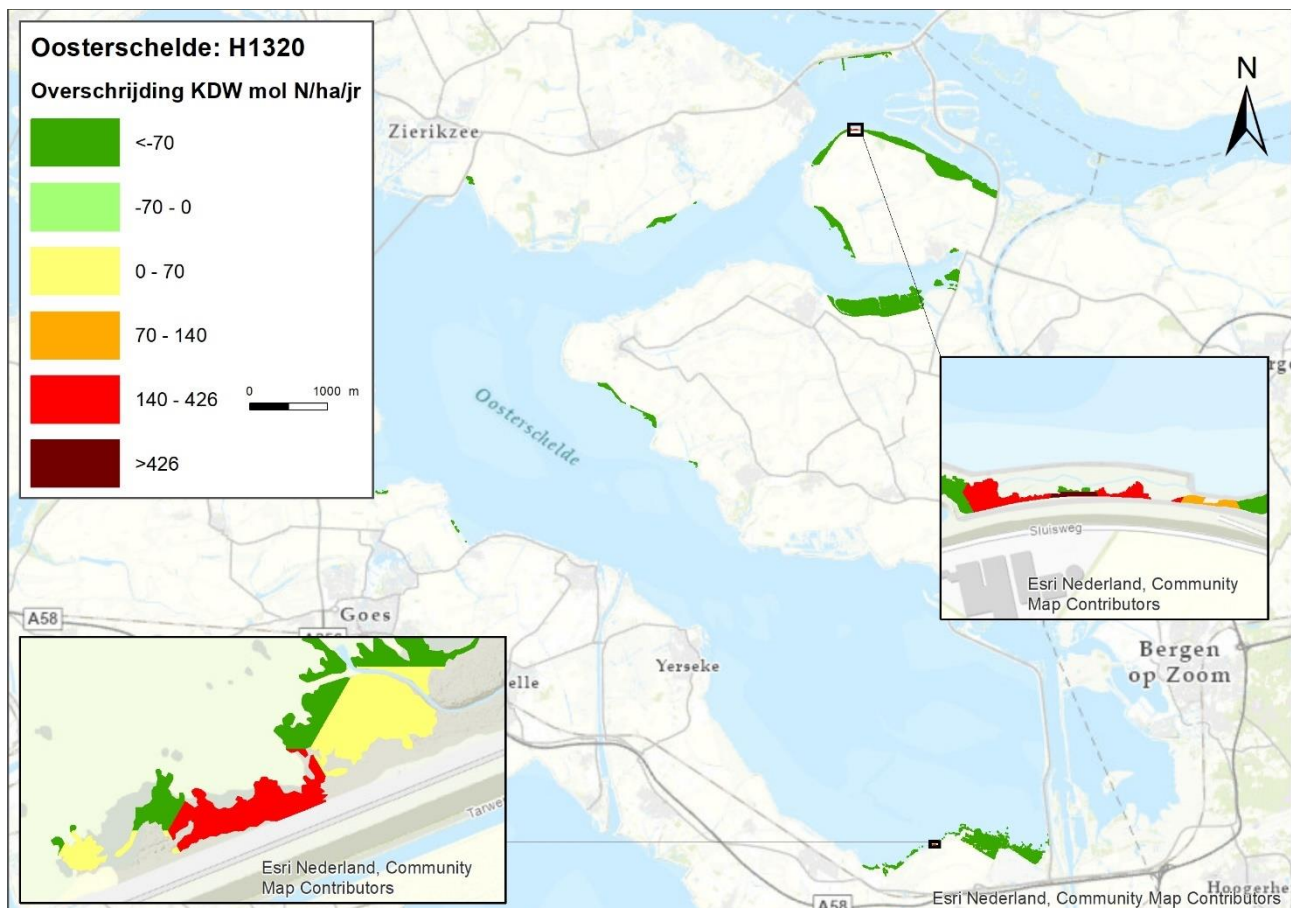 Oosterschelde: H1320
Overschrijding KDW mol N/ha/jr
<-70
-70 - 0
0 - 70
70 - 140
140 - 426
>426
0 1000 m
N
Zierikzee
Oosterschelde
Sluisweg
Esri Nederland, Community
Map Contributors
A58
Goes
Yerseke
elle
Bergen
op Zoom
Tarwe
Esri Nederland, Community
Map Contributors
A58
Hoogerhe
Esri Nederland, Community Map Contributors